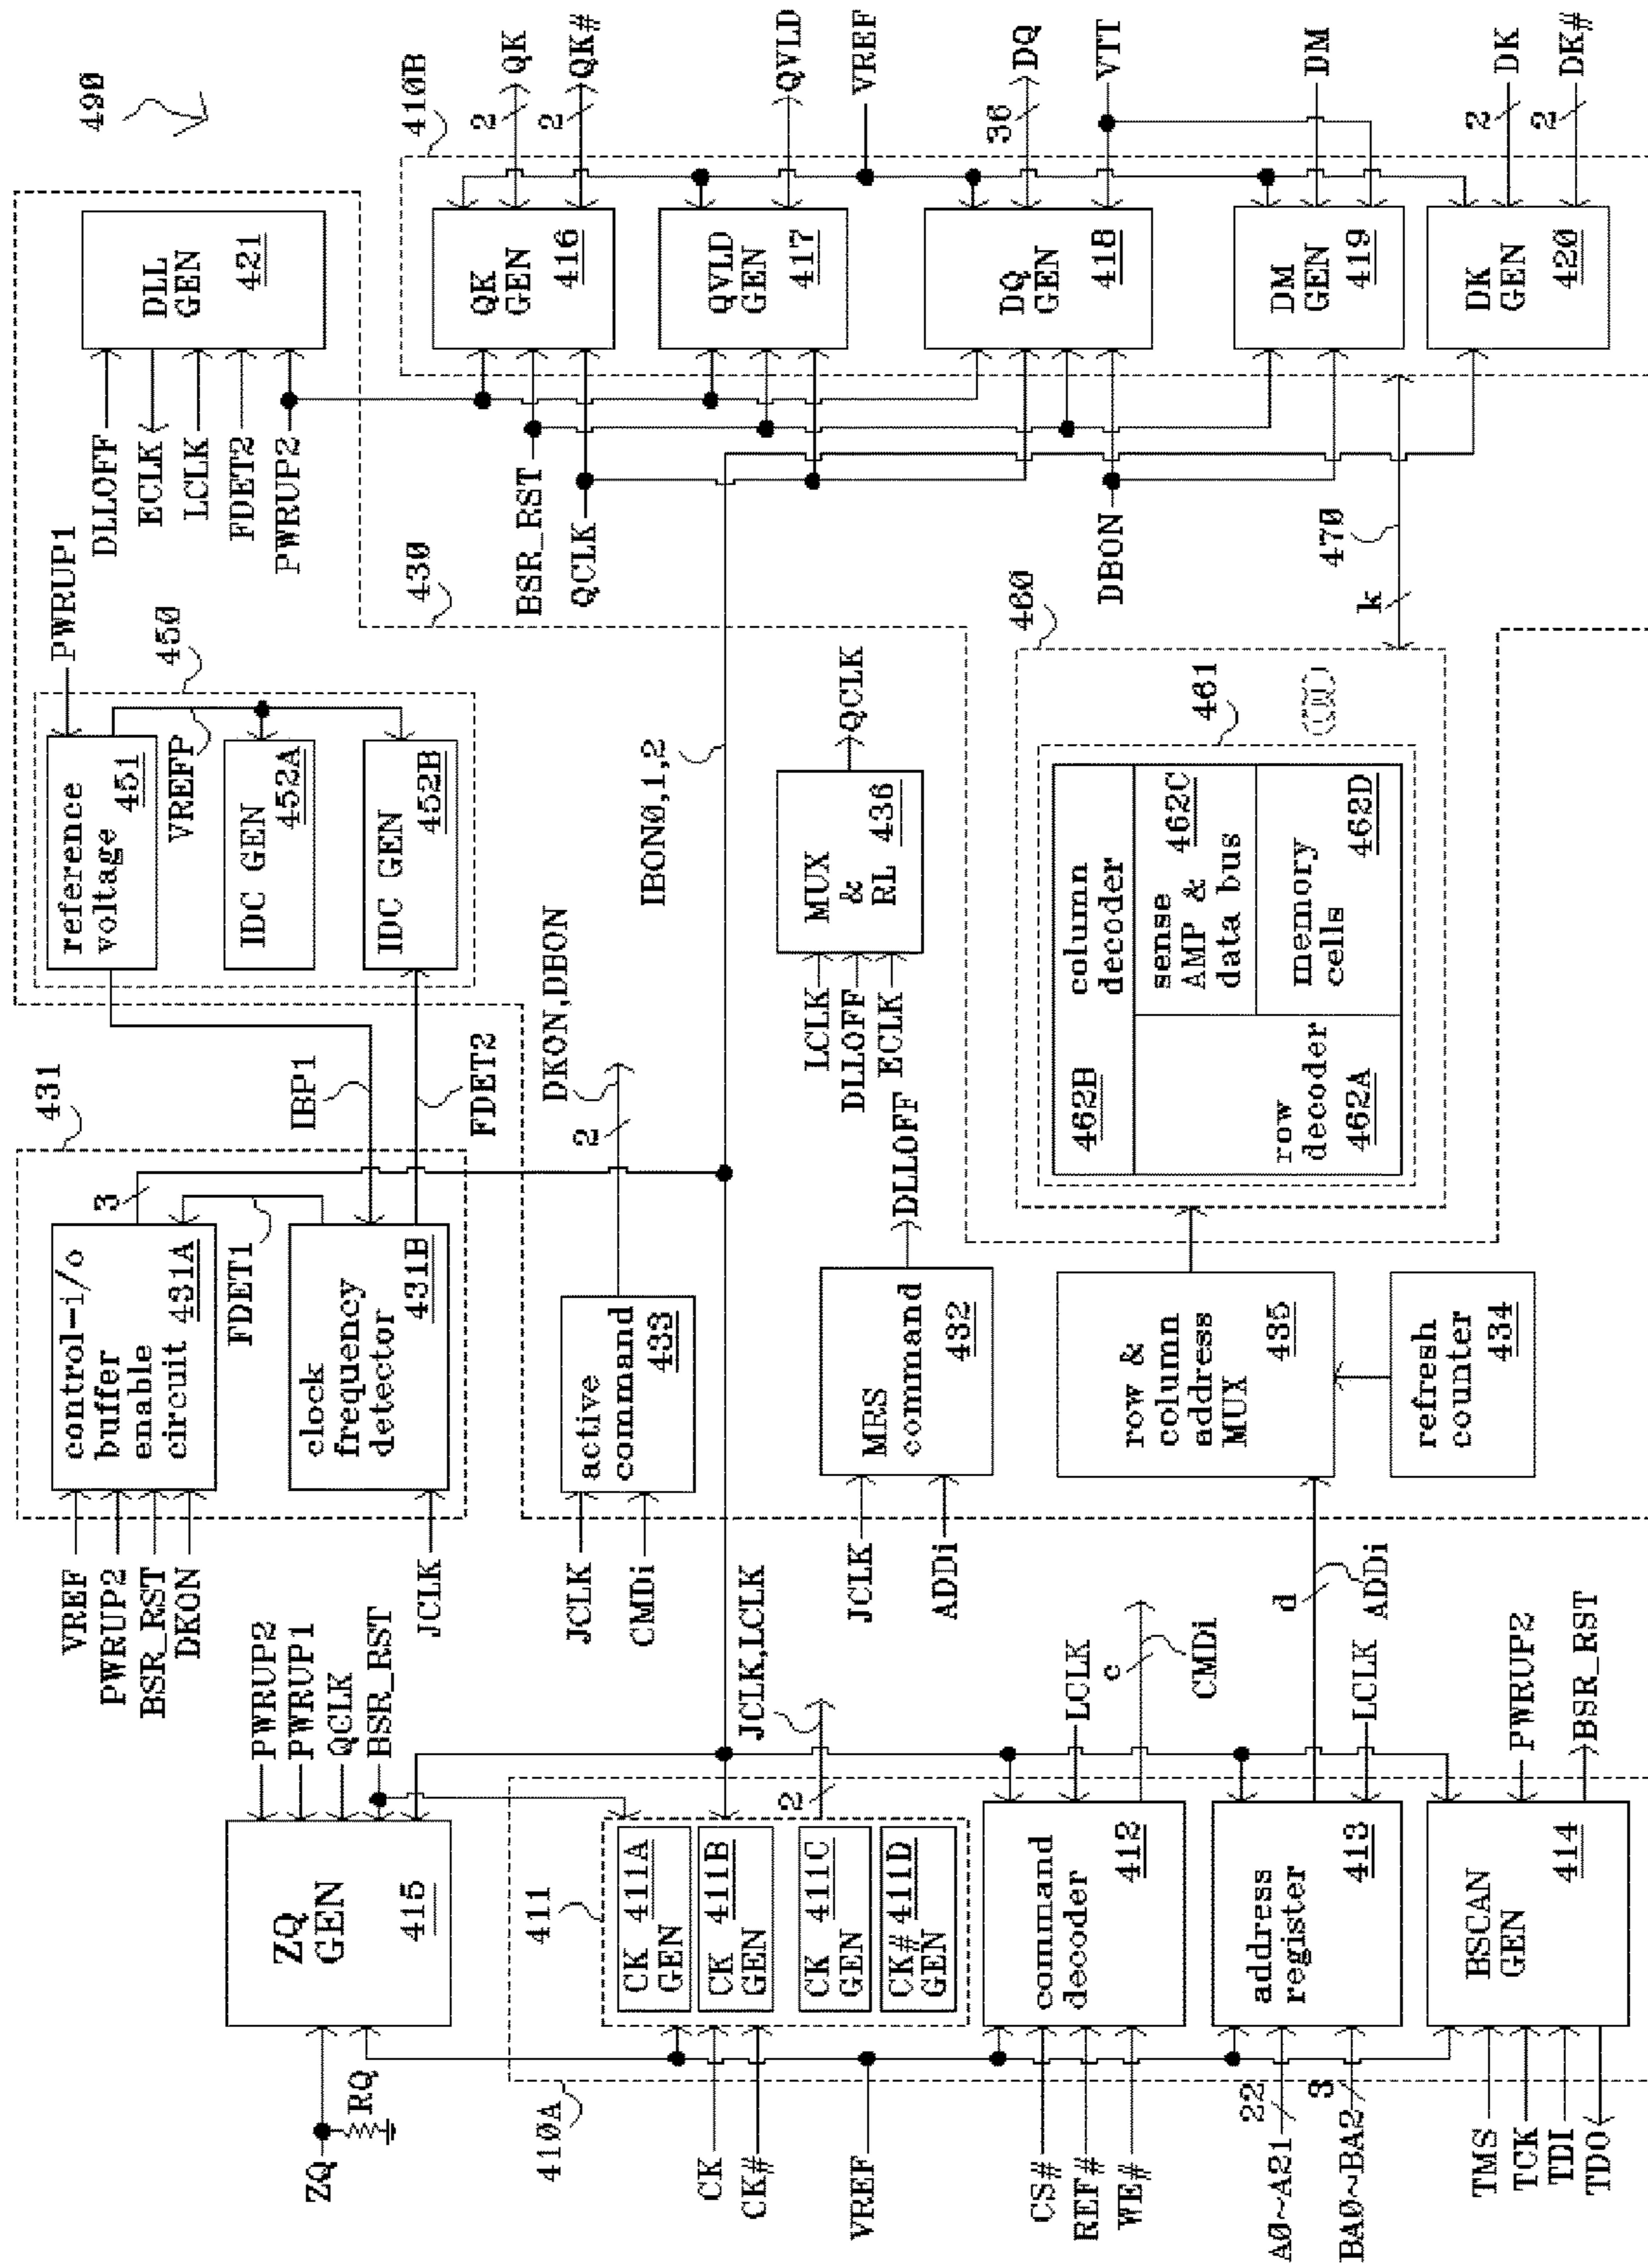 490
ZQ
RQ
ZQ
GEN
415
PWRUP2
PWRUP1
QCLK
BSR_RST
VREF
PWRUP2
BSR_RST
DKON
JCLK
431
control-i/o
buffer
enable
circuit 431A
3
FDET1
clock
frequency
detector
431B
IBP1
FDET2
PWRUP1
450
reference
voltage 451
VREFP
IDC GEN
452A
IDC GEN
452B
DLLOFF
ECLK
LCLK
FDET2
PWRUP2
DLL
GEN
421
430
410A
411
CK
CK#
VREF
CK 411A
GEN
CK 411B
GEN
CK 411C
GEN
CK# 411D
GEN
2
JCLK,LCLK
JCLK
CMDi
active
command
433
2
DKON,DBON
IBON0,1,2
CS#
REF#
WE#
command
decoder
412
LCLK
c
CMDi
JCLK
ADDi
MRS
command
432
DLLOFF
LCLK
DLLOFF
ECLK
MUX
&
RL 436
QCLK
A0~A21
22
BA0~BA2
3
address
register
413
LCLK
d
ADDi
row &
column
address
MUX 435
refresh
counter
434
460
461
462B
column
decoder
row
decoder
462A
sense 462C
AMP &
data bus
memory
cells
462D
k
470
TMS
TCK
TDI
TDO
BSCAN
GEN
414
PWRUP2
BSR_RST
410B
BSR_RST
QCLK
DBON
QK
GEN
416
2
QK
2
QK#
QVLD
GEN
417
QVLD
VREF
DQ
GEN
418
36
DQ
VTT
DM
GEN
419
DM
DK
GEN
420
2
DK
2
DK#